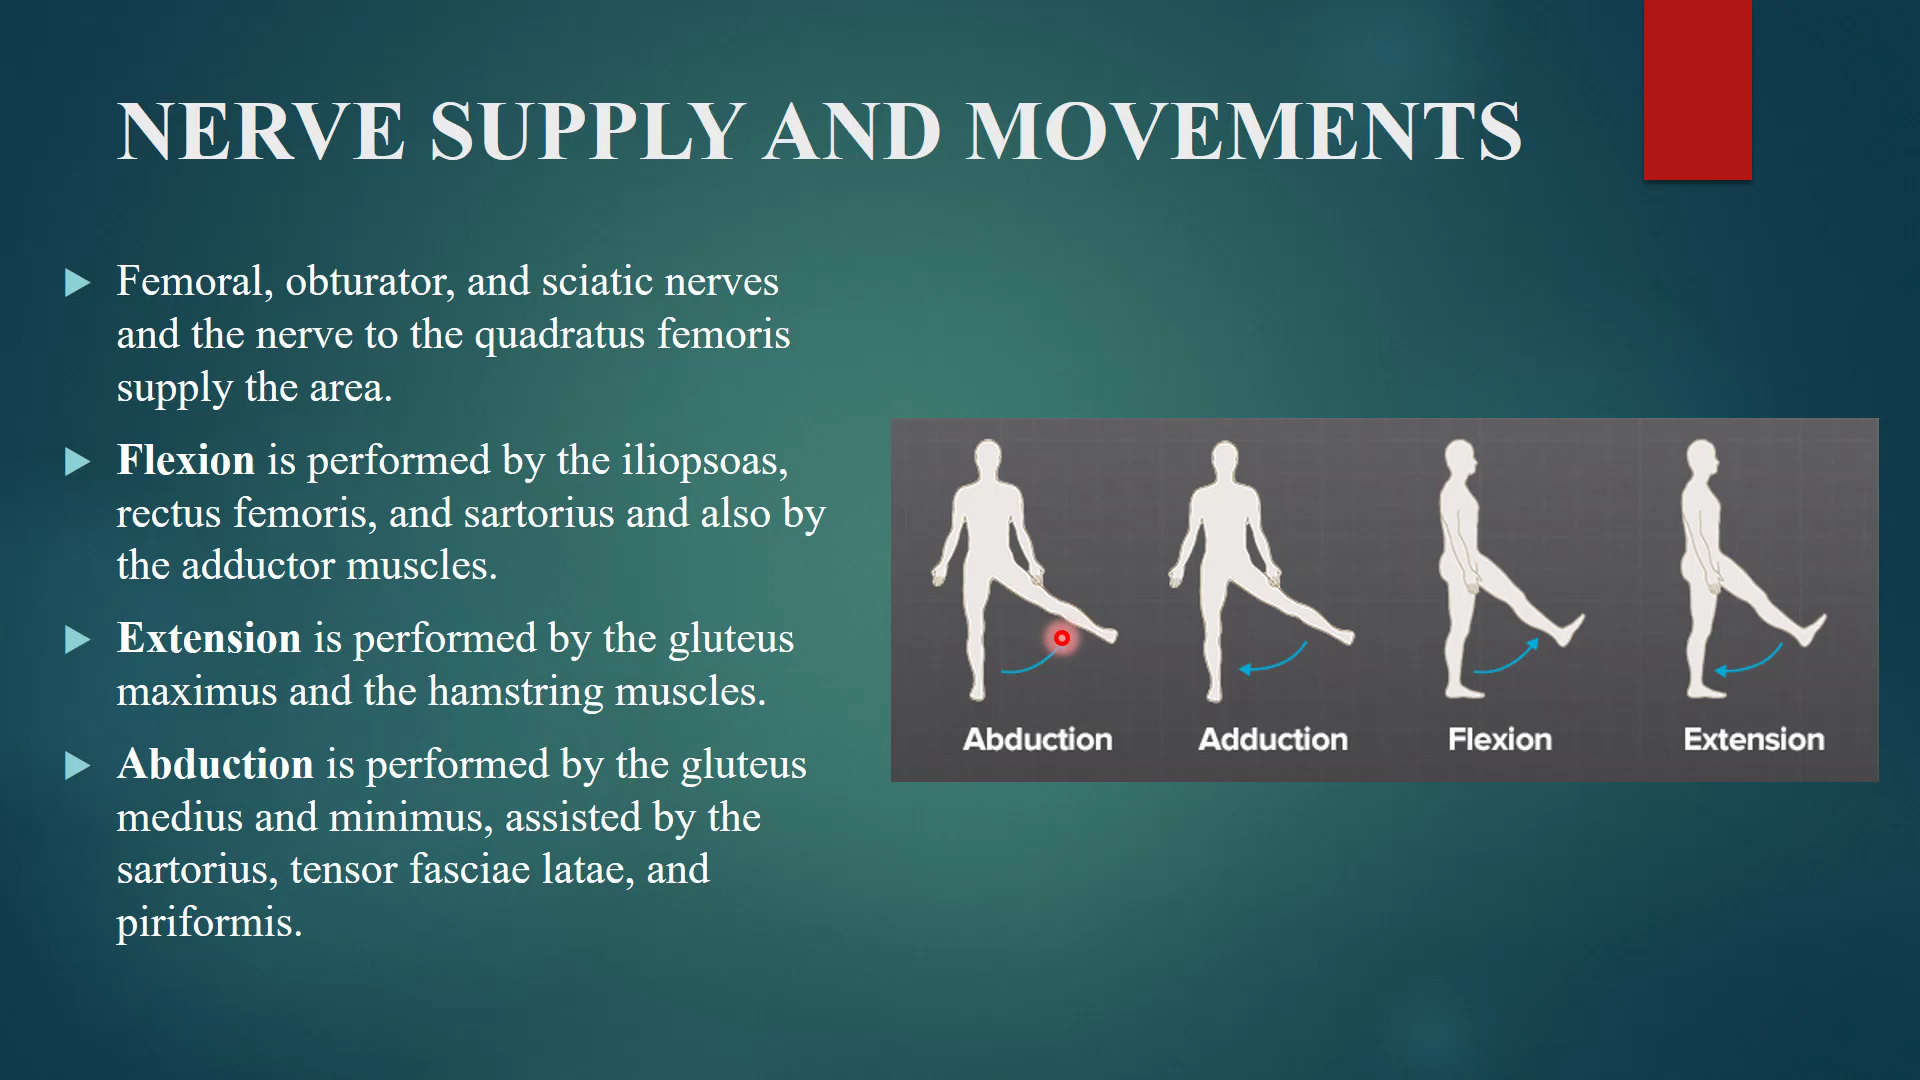 NERVE SUPPLY AND MOVEMENTS
Femoral, obturator, and sciatic nerves
and the nerve to the quadratus femoris
supply the area.
Flexion is performed by the iliopsoas,
rectus femoris, and sartorius and also by
the adductor muscles.
Extension is performed by the gluteus
maximus and the hamstring muscles.
Abduction is performed by the gluteus
medius and minimus, assisted by the
sartorius, tensor fasciae latae, and
piriformis.
Abduction
Adduction
Flexion
Extension